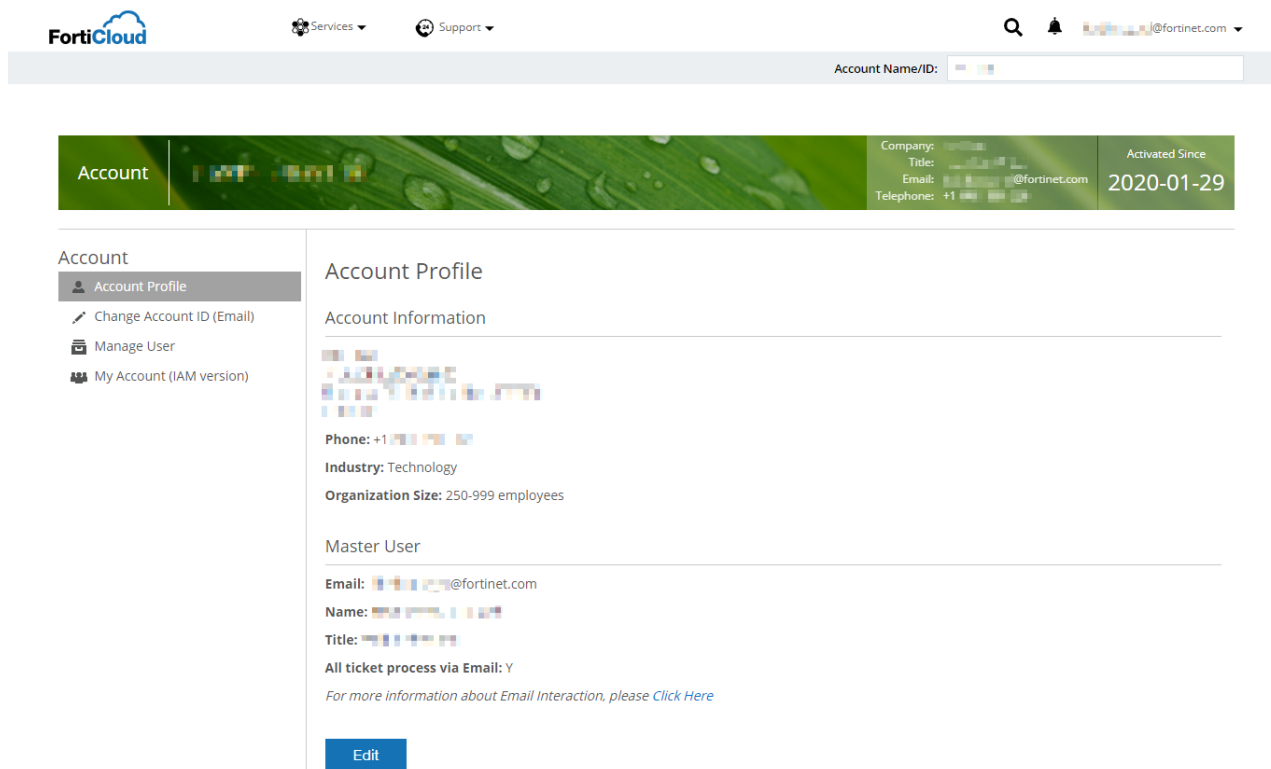 FortiCloud
Services
Support
@fortinet.com
Account Name/ID:
Account
Company:
Title:
Email: @fortinet.com
Telephone: +1
Activated Since
2020-01-29
Account
Account Profile
Change Account ID (Email)
Manage User
My Account (IAM version)
Account Profile
Account Information
Phone: +1
Industry: Technology
Organization Size: 250-999 employees
Master User
Email: @fortinet.com
Name:
Title:
All ticket process via Email: Y
For more information about Email Interaction, please Click Here
Edit